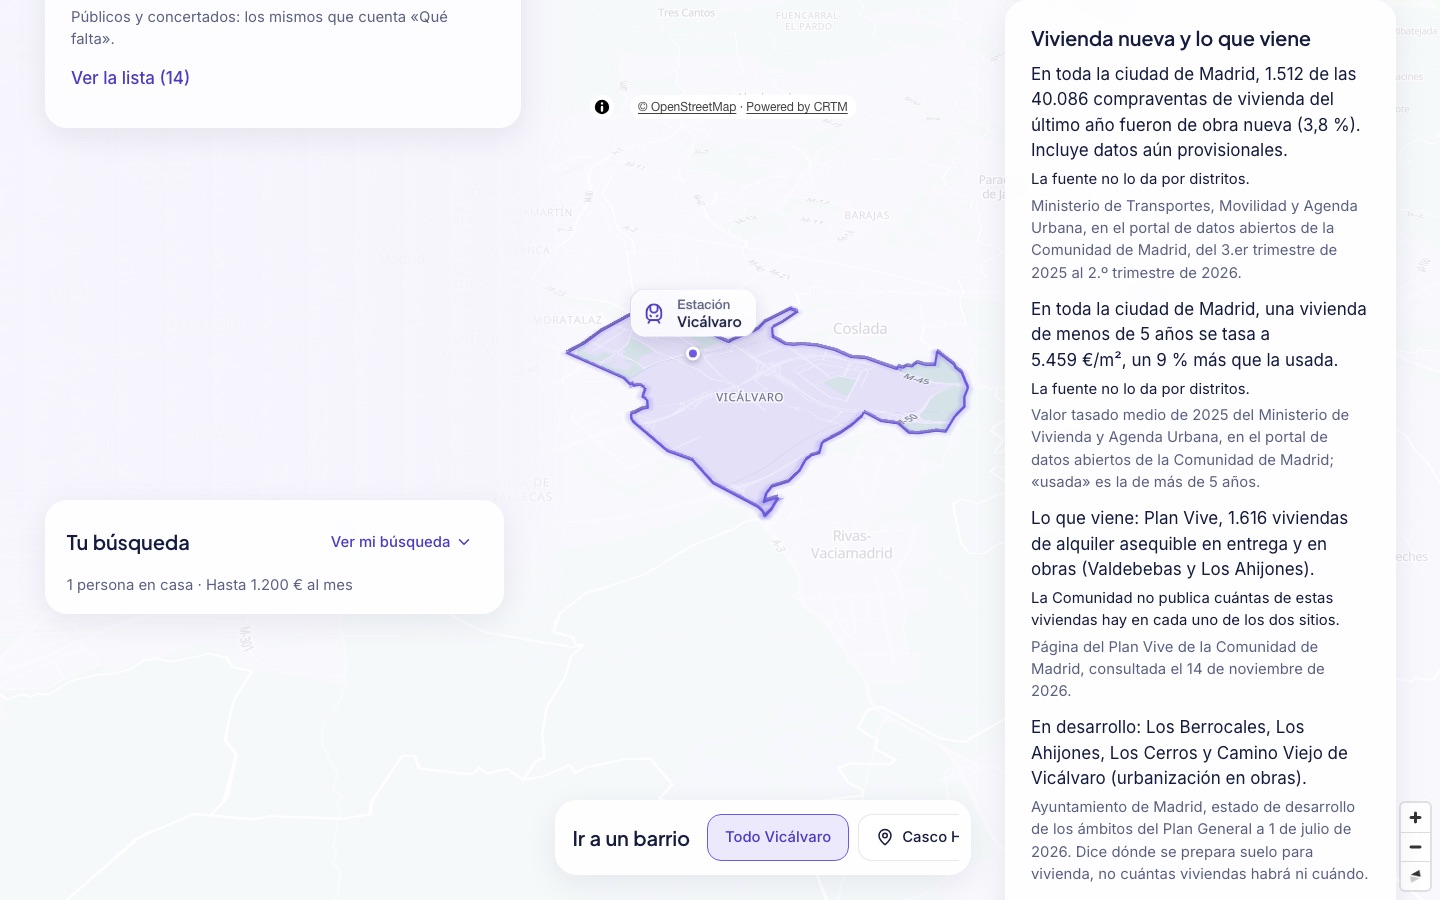 Públicos y concertados: los mismos que cuenta «Qué
falta».
Ver la lista (14)
Tres Cantos
FUENCARRAL
EL PARDO
© OpenStreetMap · Powered by CRTM
BARAJAS
MORATALAZ
Estación
Vicálvaro
Coslada
M-45
VICÁLVARO
Rivas-
Vaciamadrid
A-3
M-301
Tu búsqueda
Ver mi búsqueda
1 persona en casa · Hasta 1.200 € al mes
Ir a un barrio
Todo Vicálvaro
Casco H
Vivienda nueva y lo que viene
En toda la ciudad de Madrid, 1.512 de las
40.086 compraventas de vivienda del
último año fueron de obra nueva (3,8 %).
Incluye datos aún provisionales.
La fuente no lo da por distritos.
Ministerio de Transportes, Movilidad y Agenda
Urbana, en el portal de datos abiertos de la
Comunidad de Madrid, del 3.er trimestre de
2025 al 2.º trimestre de 2026.
En toda la ciudad de Madrid, una vivienda
de menos de 5 años se tasa a
5.459 €/m², un 9 % más que la usada.
La fuente no lo da por distritos.
Valor tasado medio de 2025 del Ministerio de
Vivienda y Agenda Urbana, en el portal de
datos abiertos de la Comunidad de Madrid;
«usada» es la de más de 5 años.
Lo que viene: Plan Vive, 1.616 viviendas
de alquiler asequible en entrega y en
obras (Valdebebas y Los Ahijones).
La Comunidad no publica cuántas de estas
viviendas hay en cada uno de los dos sitios.
Página del Plan Vive de la Comunidad de
Madrid, consultada el 14 de noviembre de
2026.
En desarrollo: Los Berrocales, Los
Ahijones, Los Cerros y Camino Viejo de
Vicálvaro (urbanización en obras).
Ayuntamiento de Madrid, estado de desarrollo
de los ámbitos del Plan General a 1 de julio de
2026. Dice dónde se prepara suelo para
vivienda, no cuántas viviendas habrá ni cuándo.